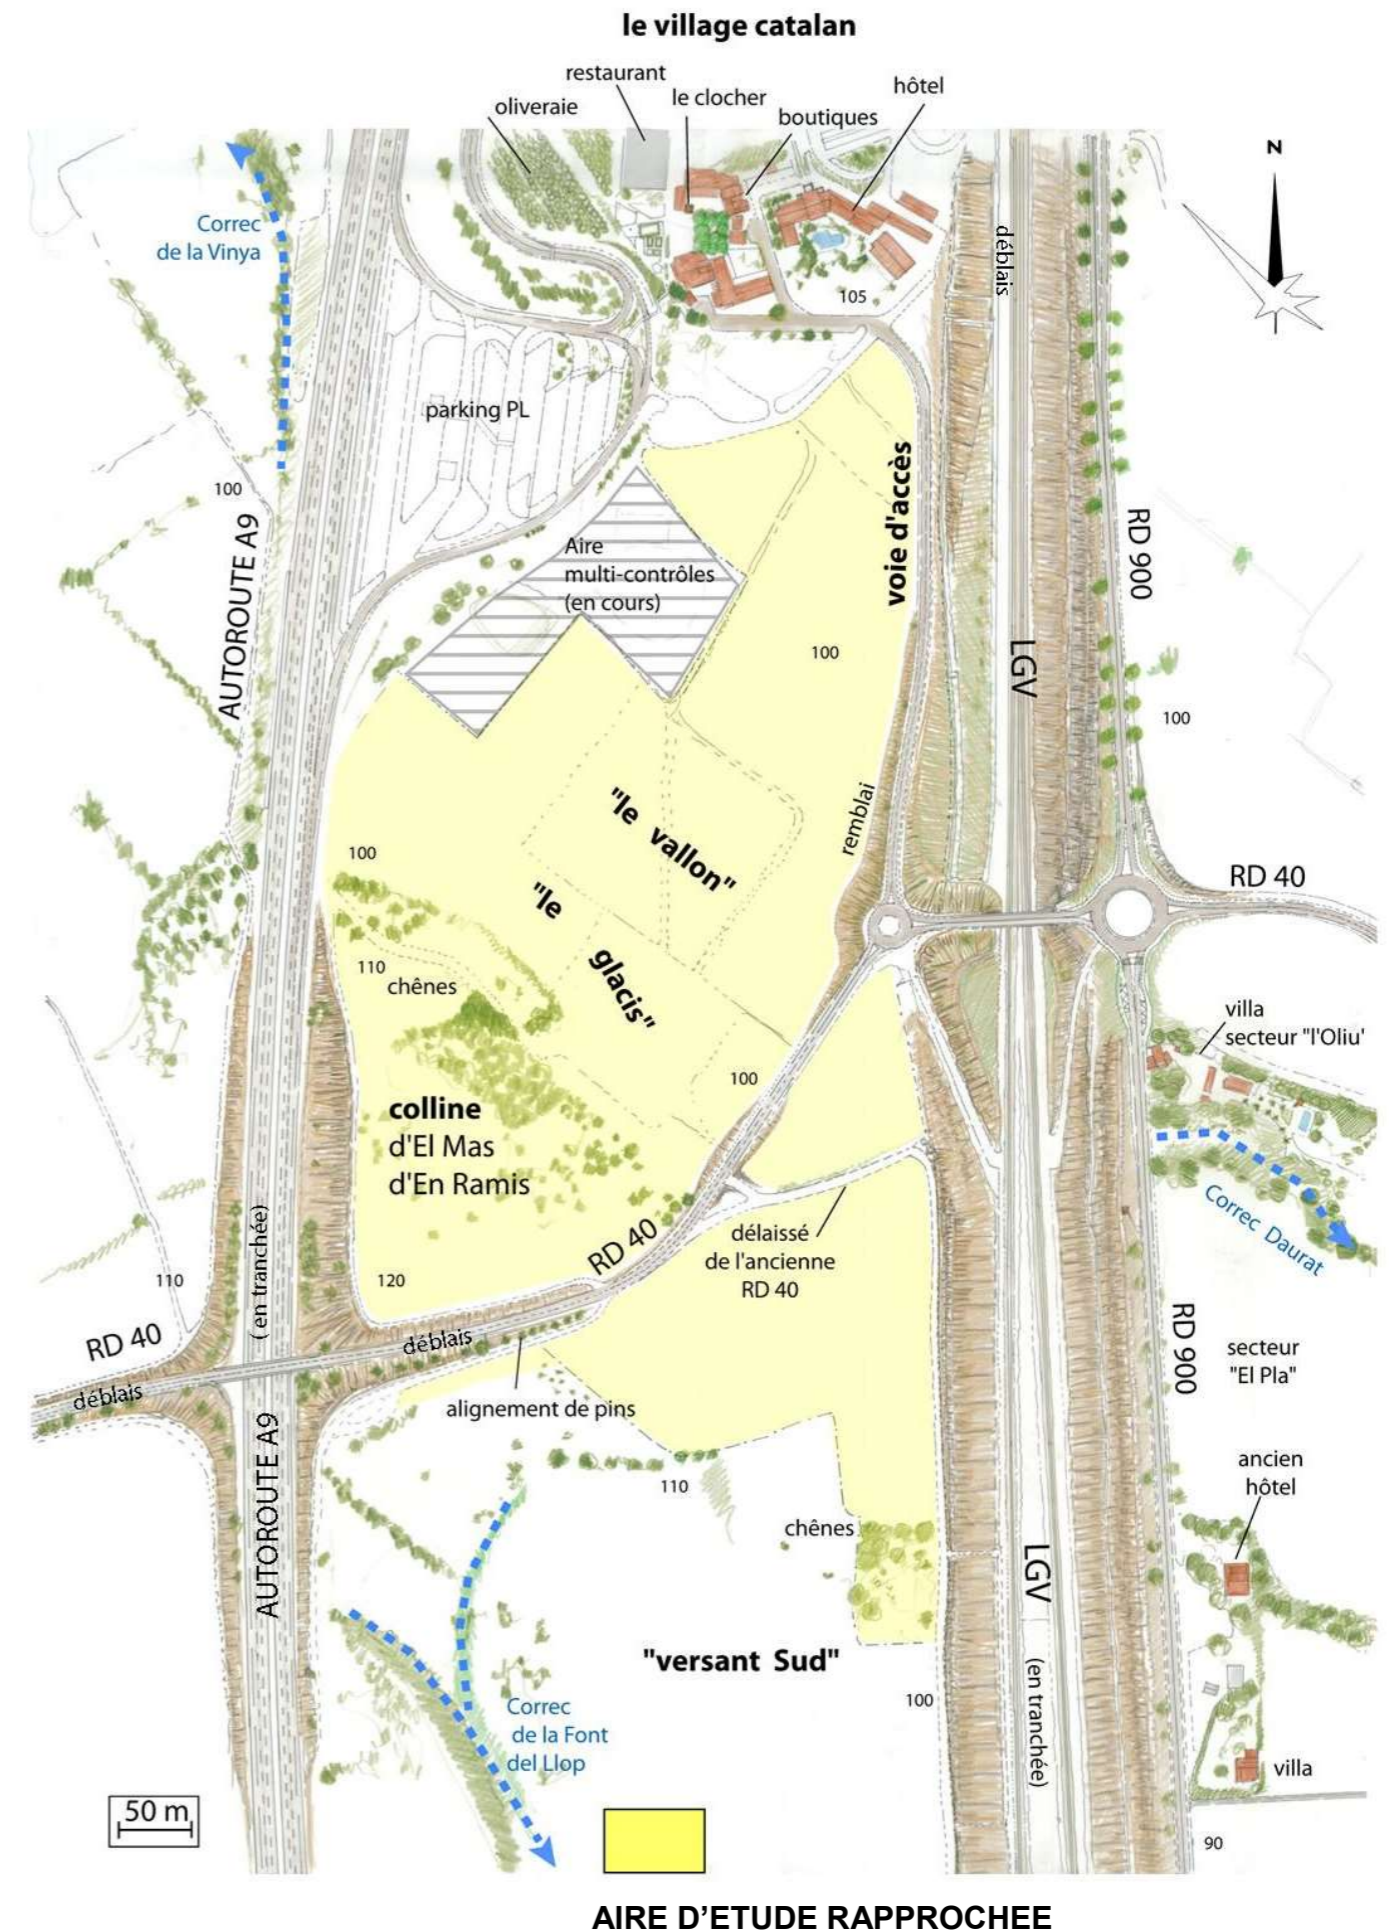 le village catalan
restaurant
hôtel
le clocher
oliveraie
boutiques
N
Correc
de la Vinya
déblais
105
parking PL
voie d'accès
100
AUTOROUTE A9
RD 900
Aire
multi-contrôles
(en cours)
100
LGV
100
remblai
"le vallon"
100
RD 40
"le
glacis"
110
chênes
villa
secteur "l'Oliu'
100
colline
d'El Mas
d'En Ramis
Correc Daurat
(en tranchée)
RD 40
délaissé
de l'ancienne
RD 40
110
120
RD 40
déblais
RD 900
secteur
"El Pla"
déblais
alignement de pins
AUTOROUTE A9
ancien
hôtel
110
chênes
LGV
"versant Sud"
(en tranchée)
100
Correc
de la Font
del Llop
villa
50 m
90
AIRE D'ETUDE RAPPROCHEE